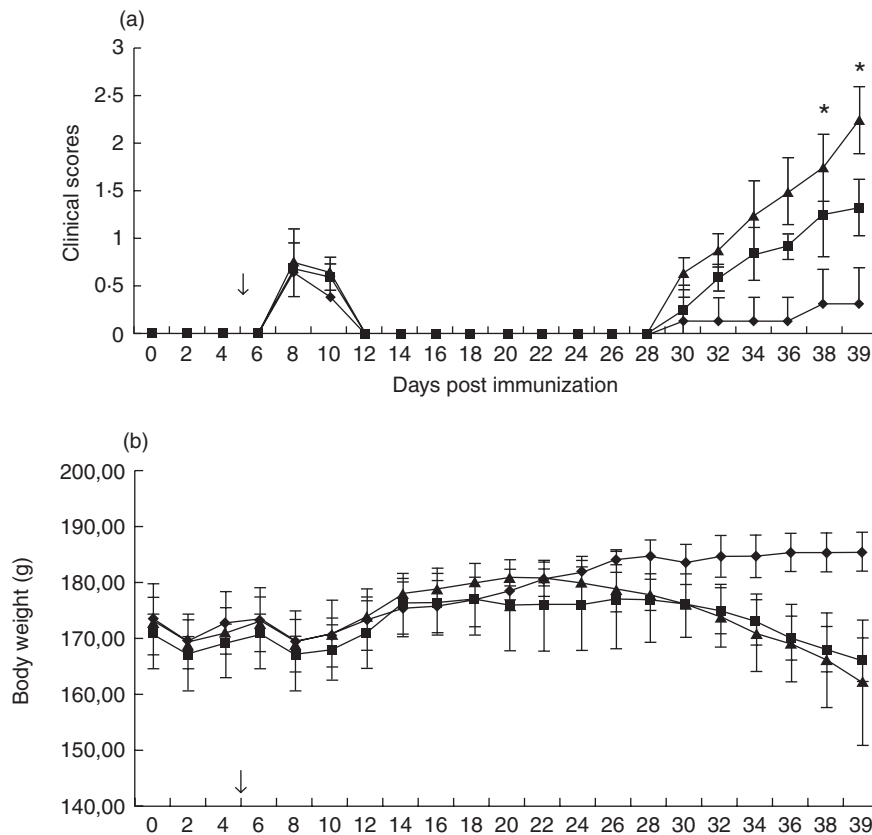 (a)
3
2·5
2
1·5
1
0·5
0
Clinical scores
* *
0 2 4 6 8 10 12 14 16 18 20 22 24 26 28 30 32 34 36 38 39
Days post immunization
(b)
200,00
190,00
180,00
170,00
160,00
150,00
140,00
Body weight (g)
0 2 4 6 8 10 12 14 16 18 20 22 24 26 28 30 32 34 36 38 39